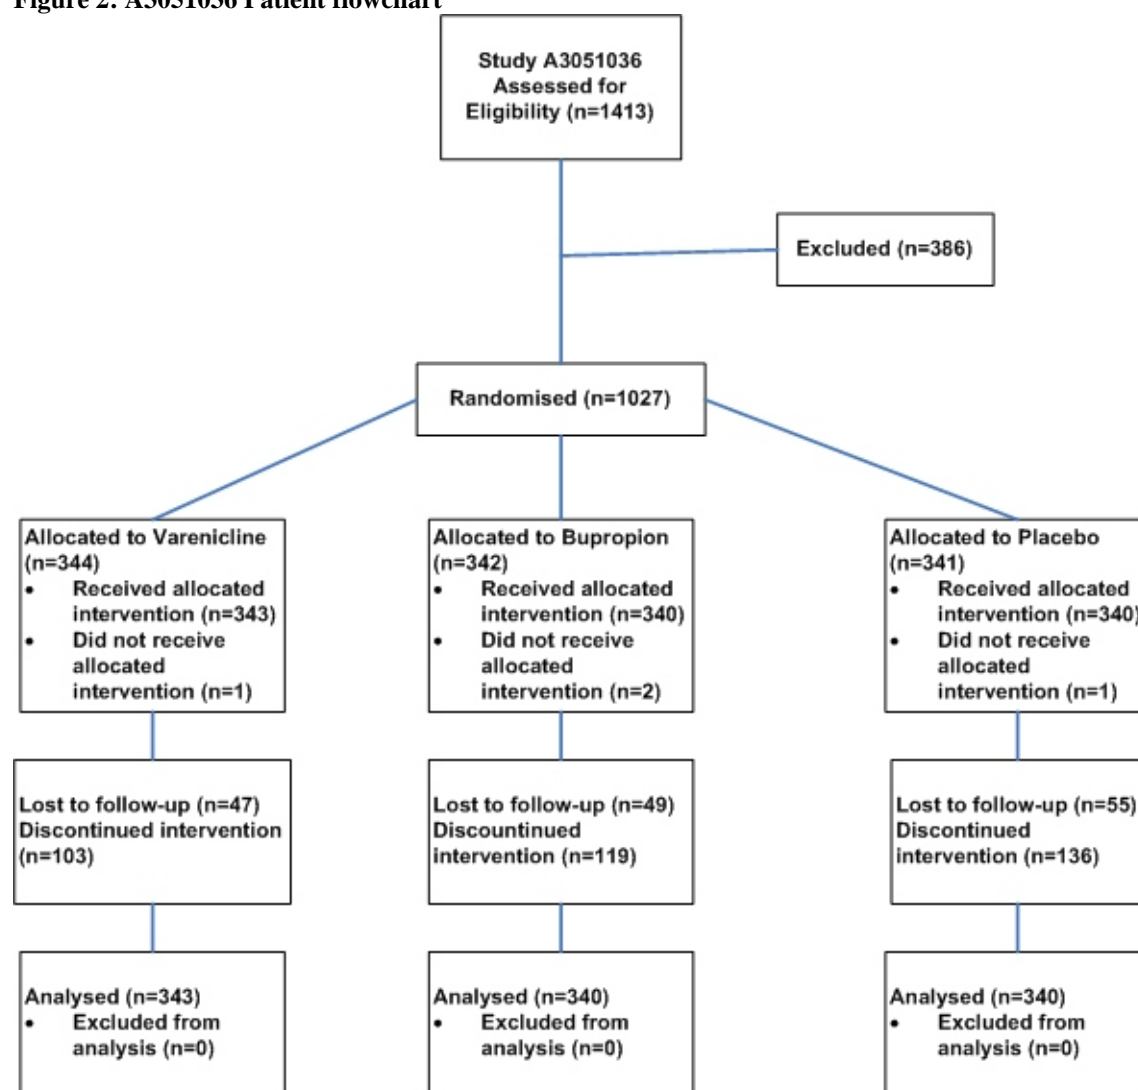 Figure 2: A3051036 Patient flowchart
Study A3051036
Assessed for
Eligibility (n=1413)
Excluded (n=386)
Randomised (n=1027)
Allocated to Varenicline
(n=344)
• Received allocated
intervention (n=343)
• Did not receive
allocated
intervention (n=1)
Allocated to Bupropion
(n=342)
• Received allocated
intervention (n=340)
• Did not receive
allocated
intervention (n=2)
Allocated to Placebo
(n=341)
• Received allocated
intervention (n=340)
• Did not receive
allocated
intervention (n=1)
Lost to follow-up (n=47)
Discontinued intervention
(n=103)
Lost to follow-up (n=49)
Discountinued
intervention (n=119)
Lost to follow-up (n=55)
Discontinued
intervention (n=136)
Analysed (n=343)
• Excluded from
analysis (n=0)
Analysed (n=340)
• Excluded from
analysis (n=0)
Analysed (n=340)
• Excluded from
analysis (n=0)